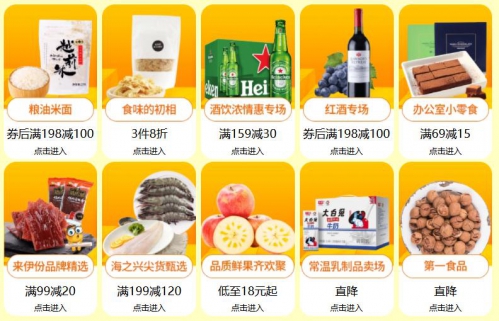 越前米
粮油米面
券后满198减100
点击进入
食味的初相
3件8折
点击进入
Heineken
Hei
酒饮浓情惠专场
满159减30
点击进入
红酒专场
券后满198减100
点击进入
办公室小零食
满69减15
点击进入
来伊份品牌精选
满99减20
点击进入
海之兴尖货甄选
满199减120
点击进入
品质鲜果齐欢聚
低至18元起
点击进入
大白兔
牛奶
常温乳制品卖场
直降
点击进入
第一食品
直降
点击进入